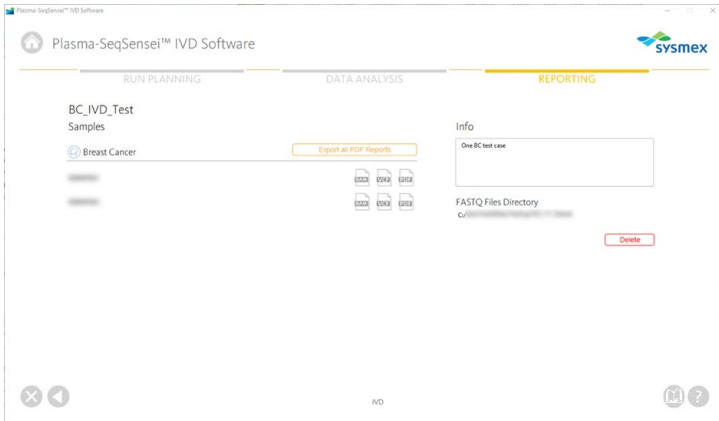 Plasma-SeqSensei™ IVD Software
Plasma-SeqSensei™ IVD Software
sysmex
RUN PLANNING
DATA ANALYSIS
REPORTING
BC_IVD_Test
Samples
Info
Breast Cancer
Export all PDF Reports
One BC test case
BAM VCF PDF
BAM VCF PDF
FASTQ Files Directory
Delete
IVD
?